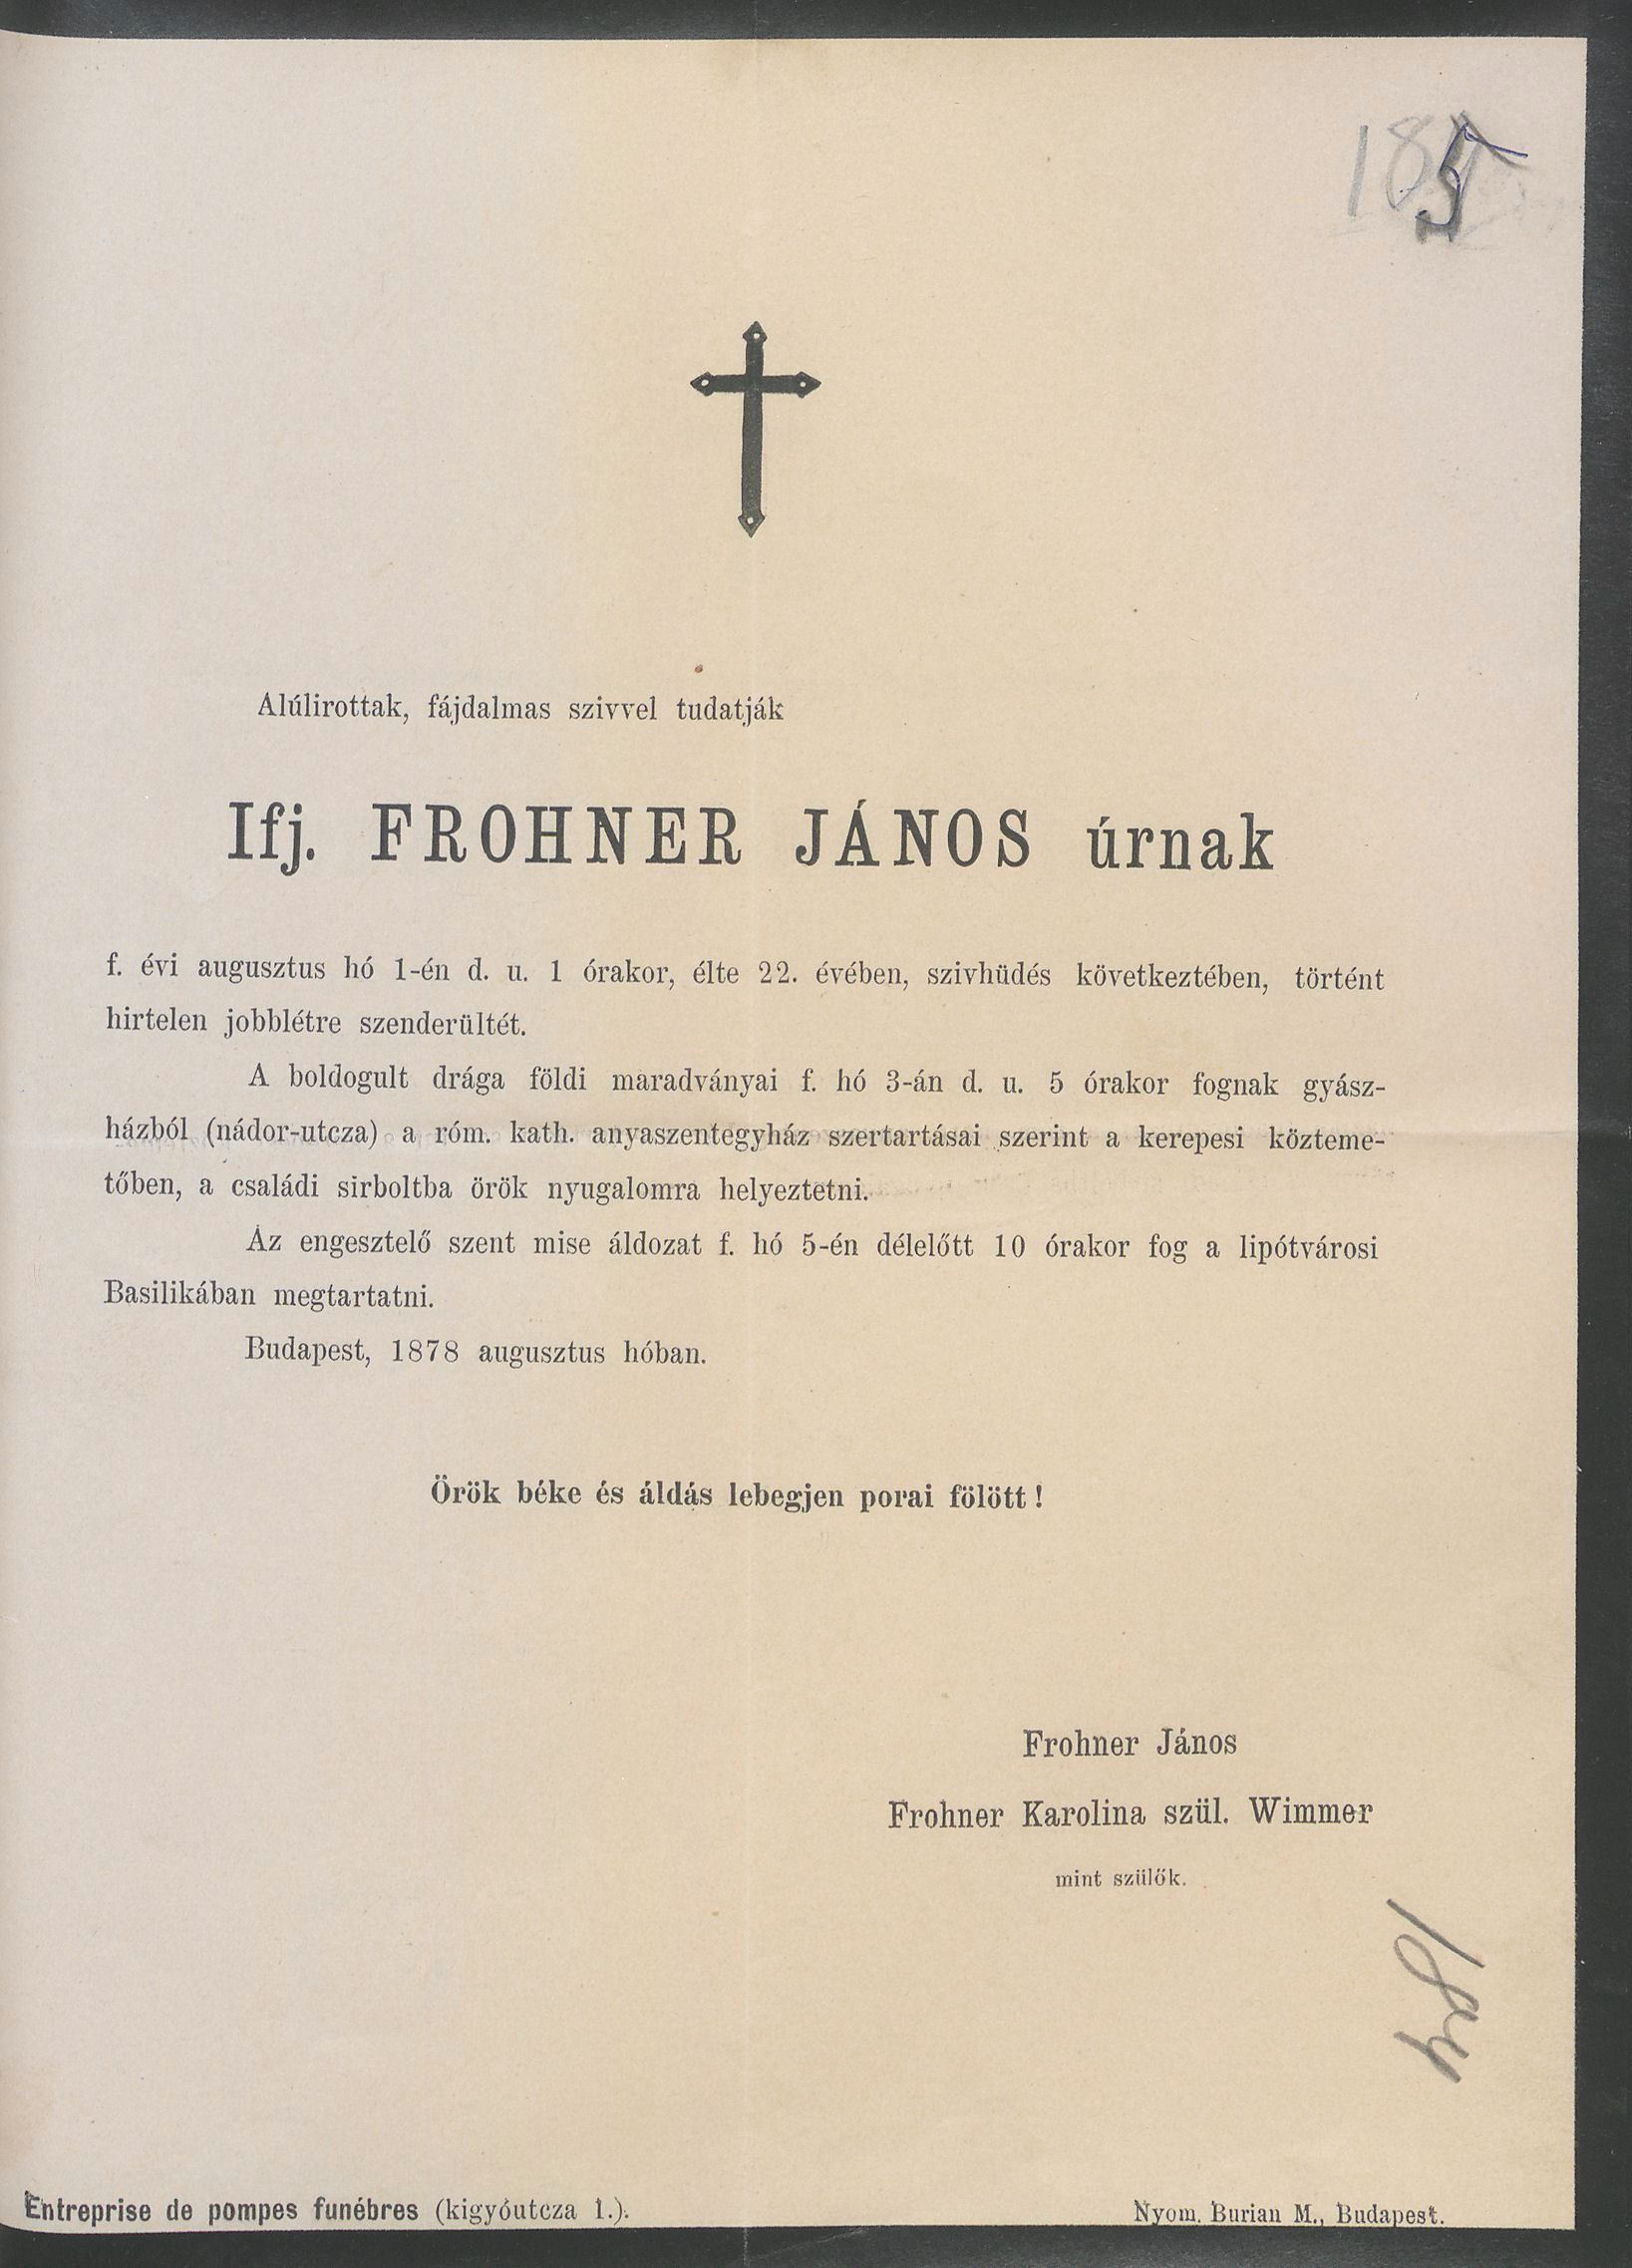 185
Alúlirottak, fájdalmas szivvel tudatják
Ifj. FROHNER JÁNOS úrnak
f. évi augusztus hó 1-én d. u. 1 órakor, élte 22. évében, szivhüdés következtében, történt
hirtelen jobblétre szenderültét.
A boldogult drága földi maradványai f. hó 3-án d. u. 5 órakor fognak gyász-
házból (nádor-utcza) a róm. kath. anyaszentegyház szertartásai szerint a kerepesi közteme-
tőben, a családi sirboltba örök nyugalomra helyeztetni.
Az engesztelő szent mise áldozat f. hó 5-én délelőtt 10 órakor fog a lipótvárosi
Basilikában megtartatni.
Budapest, 1878 augusztus hóban.
Örök béke és áldás lebegjen porai fölött!
Frohner János
Frohner Karolina szül. Wimmer
mint szülők.
Entreprise de pompes funébres (kigyóutcza 1.).
Nyom. Burian M., Budapest.